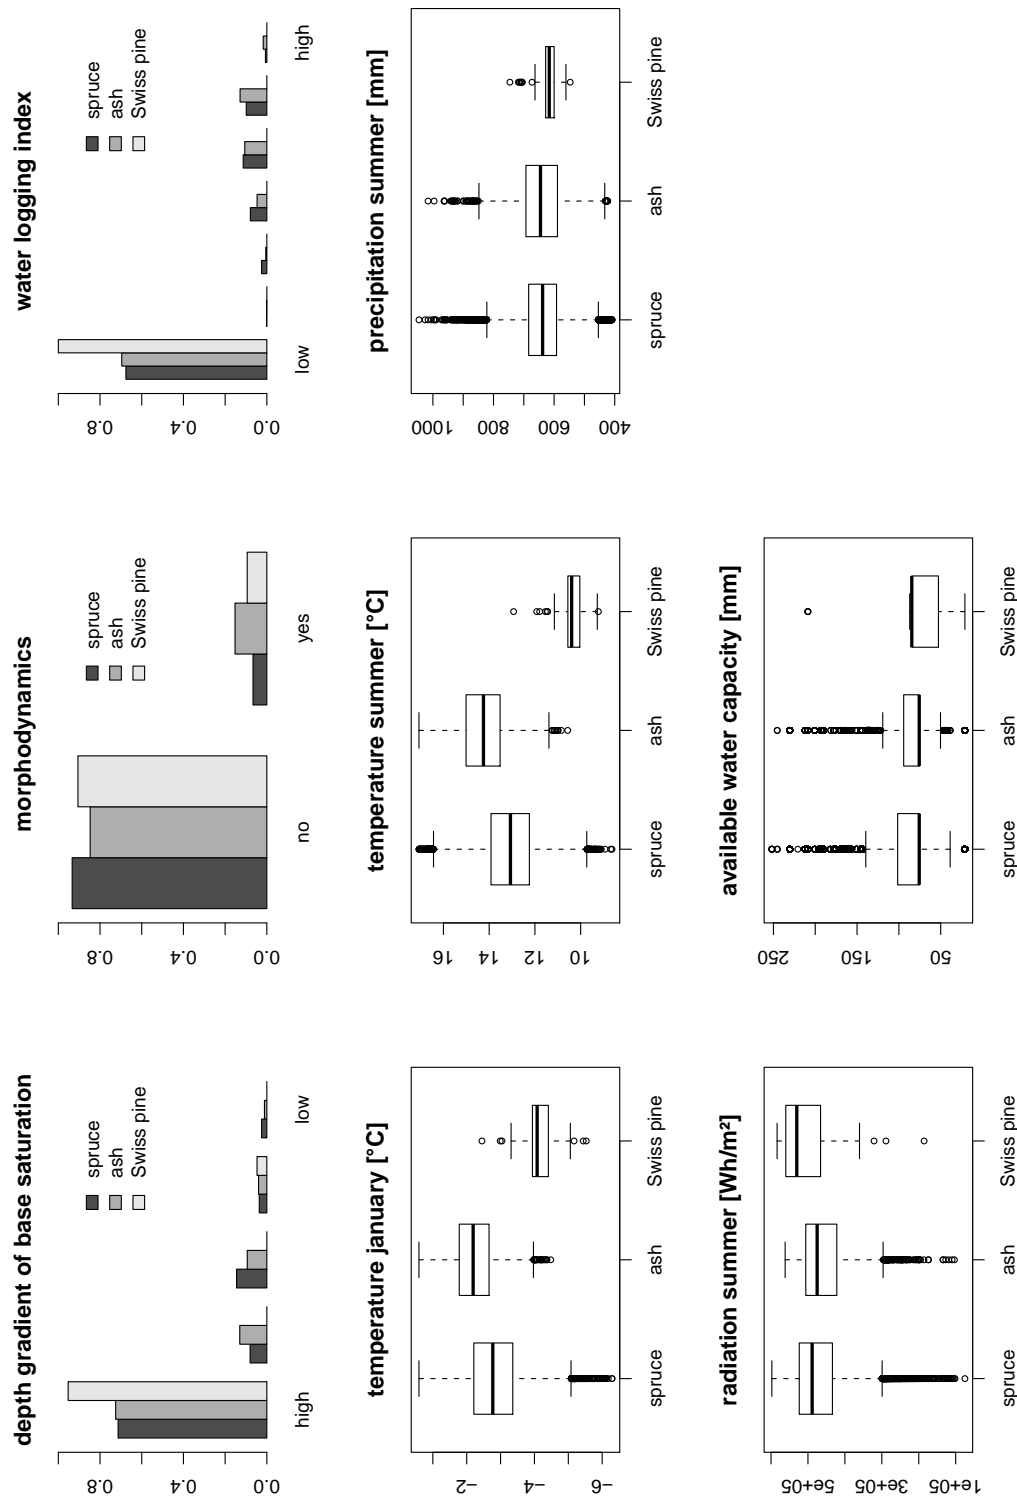 depth gradient of base saturation
0.0
0.4
0.8
spruce
ash
Swiss pine
high
low
morphodynamics
0.0
0.4
0.8
spruce
ash
Swiss pine
no
yes
water logging index
0.0
0.4
0.8
spruce
ash
Swiss pine
low
high
temperature january [°C]
−6
−4
−2
spruce
ash
Swiss pine
temperature summer [°C]
10
12
14
16
spruce
ash
Swiss pine
precipitation summer [mm]
400
600
800
1000
spruce
ash
Swiss pine
radiation summer [Wh/m²]
1e+05
3e+05
5e+05
spruce
ash
Swiss pine
available water capacity [mm]
50
150
250
spruce
ash
Swiss pine